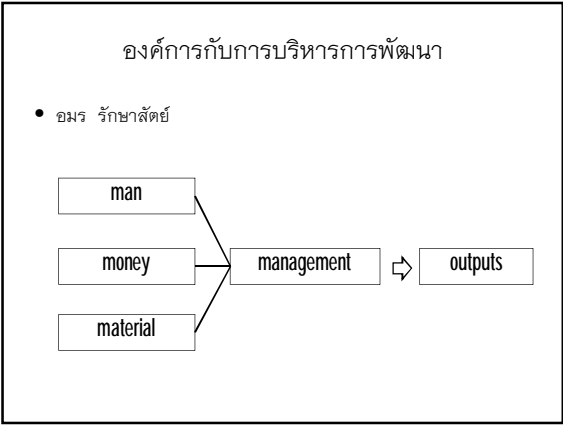 องค์การกับการบริหารการพัฒนา
• อมร รักษาสัตย์
man
money
management
outputs
material